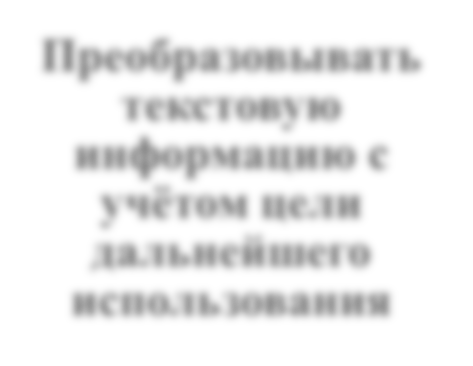 Преобразовывать
текстовую
информацию с
учётом цели
дальнейшего
использования